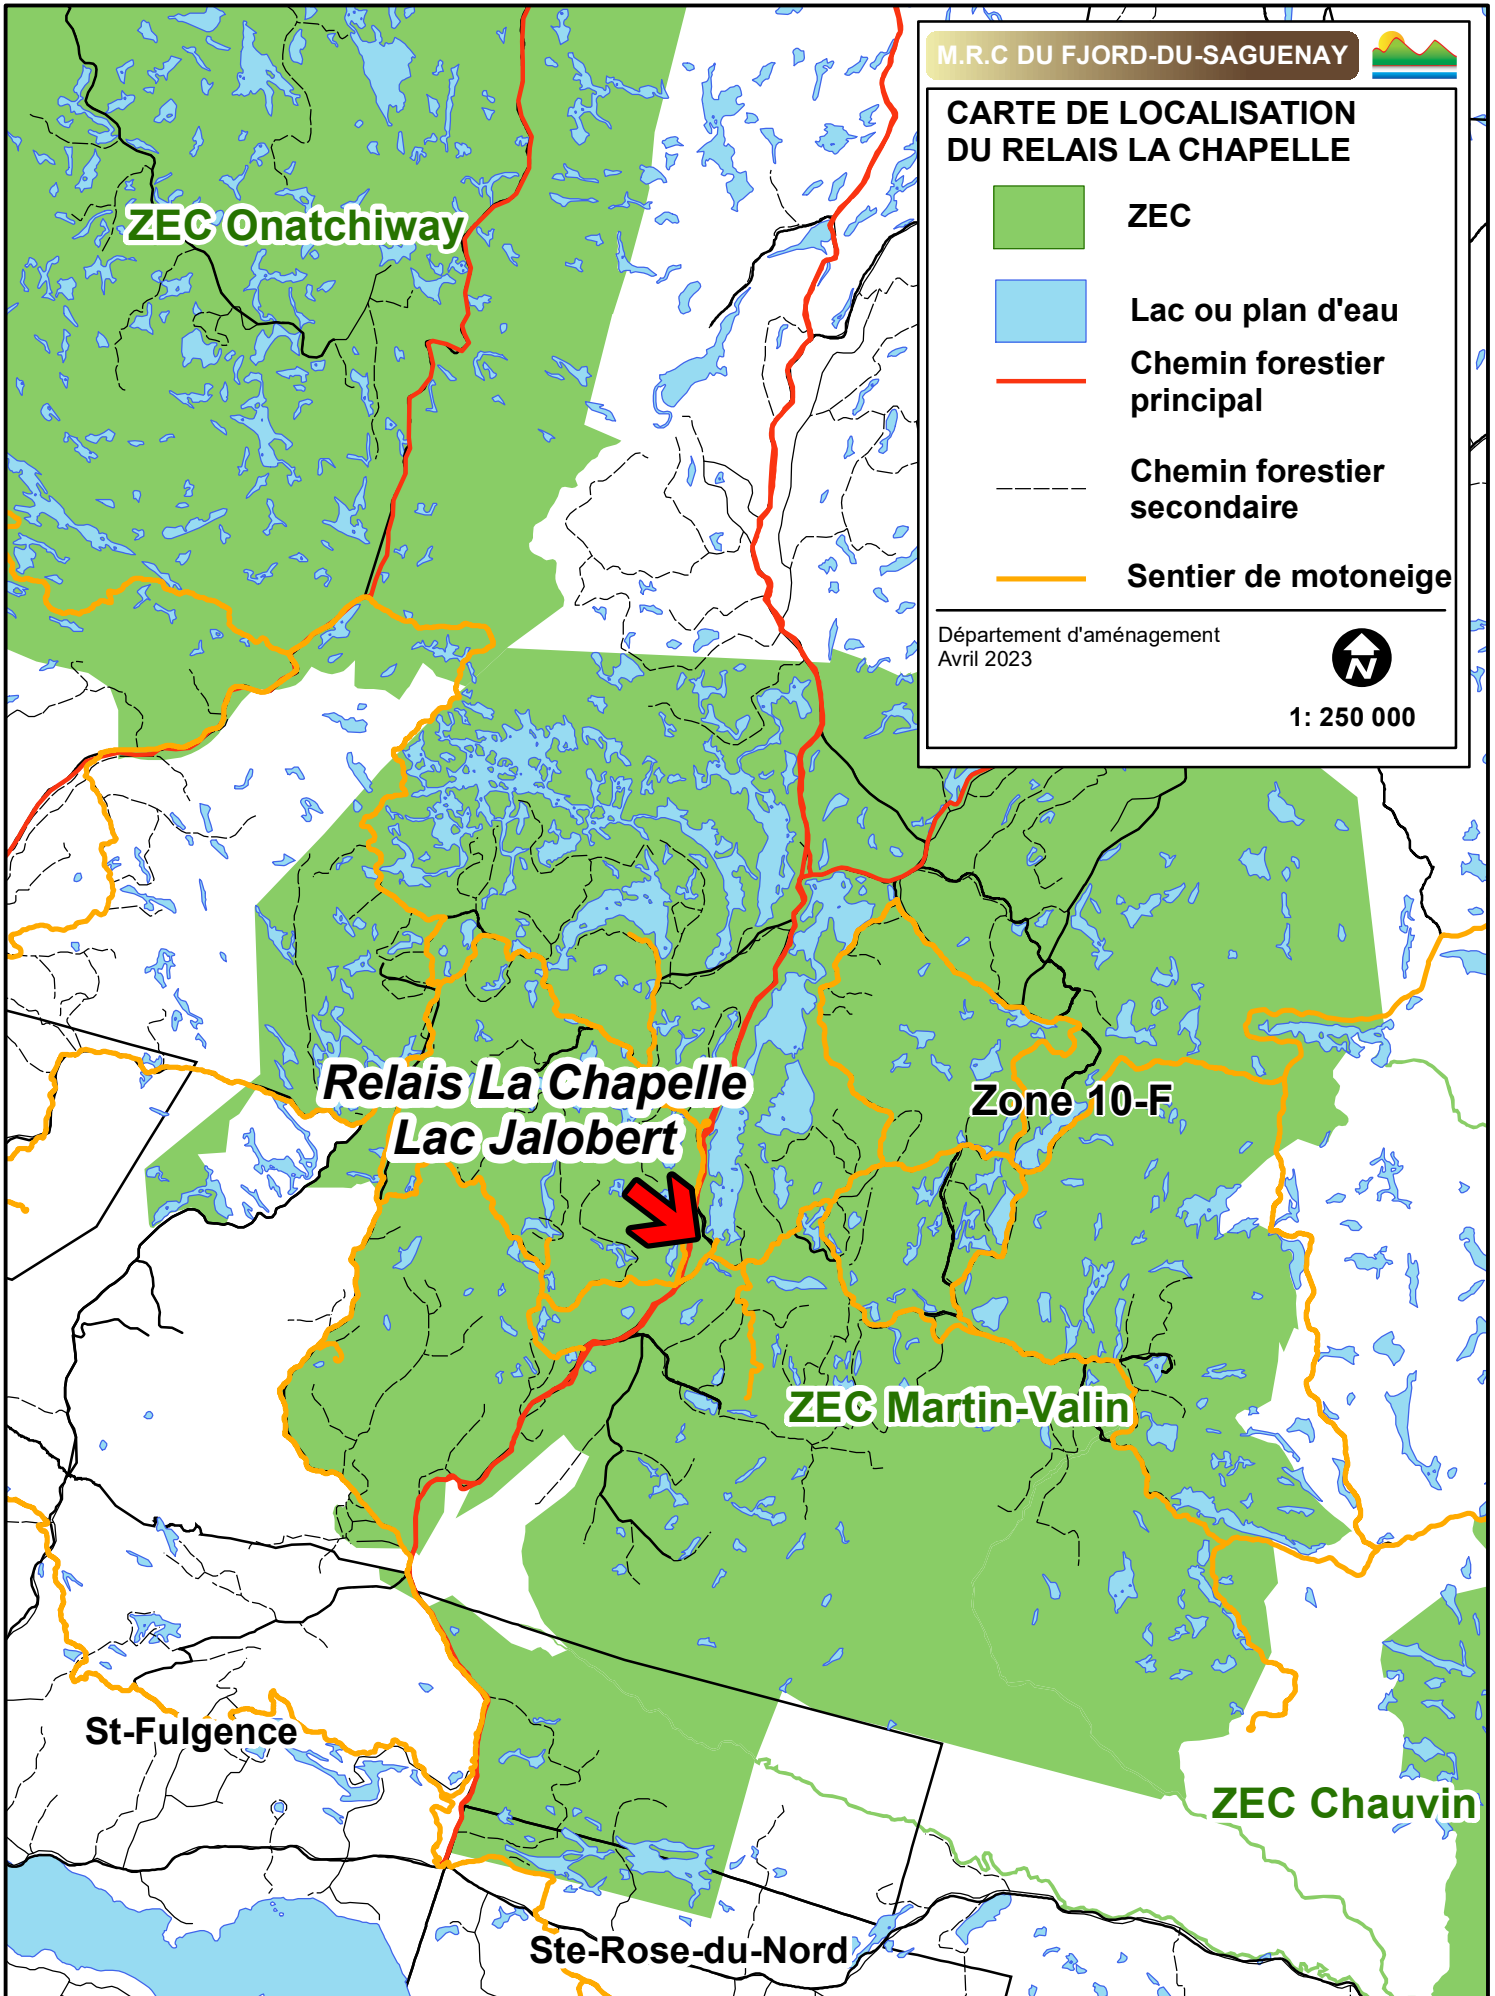 M.R.C DU FJORD-DU-SAGUENAY
CARTE DE LOCALISATION
DU RELAIS LA CHAPELLE
ZEC
Lac ou plan d'eau
Chemin forestier
principal
Chemin forestier
secondaire
Sentier de motoneige
Département d'aménagement
Avril 2023
N
1: 250 000
ZEC Onatchiway
Relais La Chapelle
Lac Jalobert
Zone 10-F
ZEC Martin-Valin
St-Fulgence
ZEC Chauvin
Ste-Rose-du-Nord